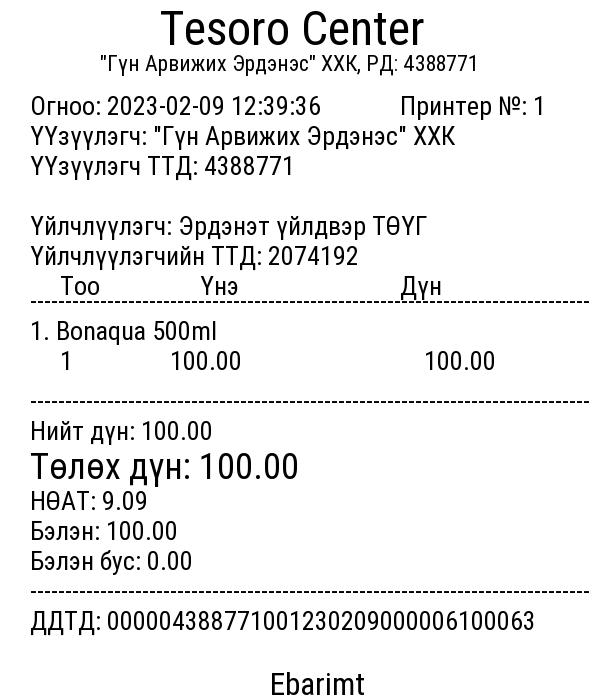 Tesoro Center
"Гүн Арвижих Эрдэнэс" ХХК, РД: 4388771
Огноо: 2023-02-09 12:39:36 Принтер №: 1
ҮҮзүүлэгч: "Гүн Арвижих Эрдэнэс" ХХК
ҮҮзүүлэгч ТТД: 4388771
Үйлчлүүлэгч: Эрдэнэт үйлдвэр ТӨҮГ
Үйлчлүүлэгчийн ТТД: 2074192
Тоо Үнэ Дүн
1. Bonaqua 500ml
1 100.00 100.00
Нийт дүн: 100.00
Төлөх дүн: 100.00
НӨАТ: 9.09
Бэлэн: 100.00
Бэлэн бус: 0.00
ДДТД: 000004388771001230209000006100063
Ebarimt